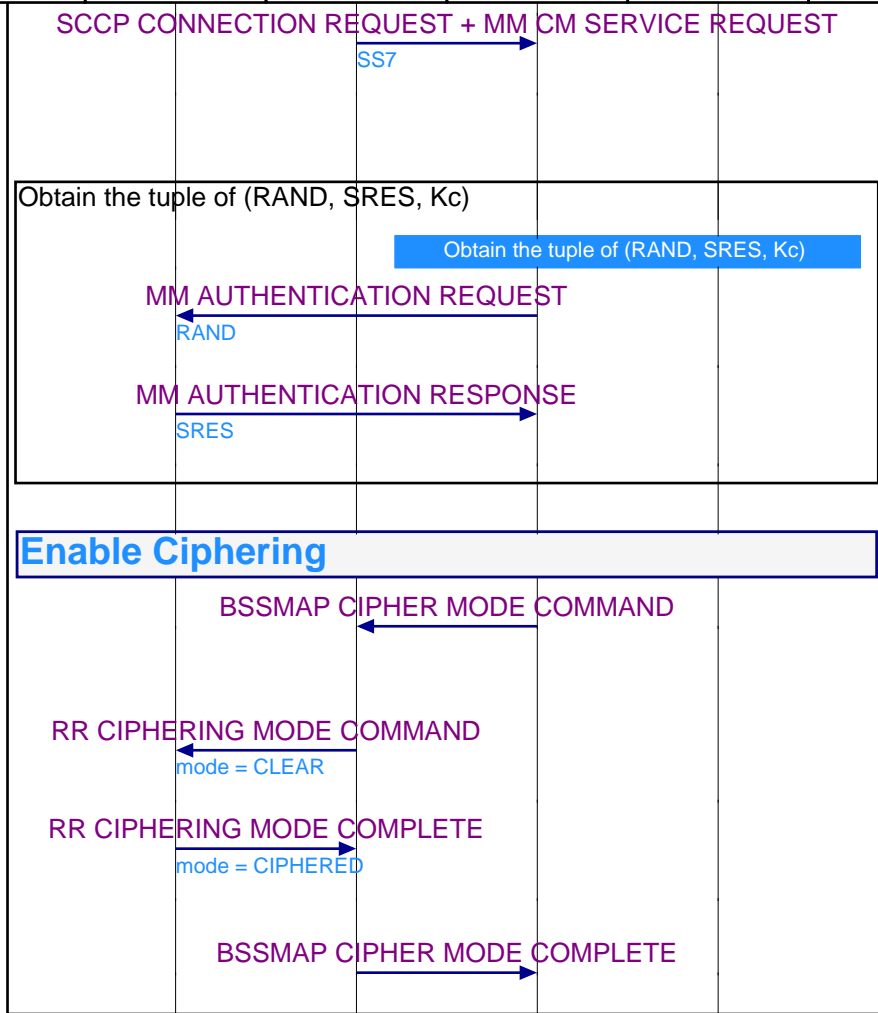 SCCP CONNECTION REQUEST + MM CM SERVICE REQUEST
SS7
Obtain the tuple of (RAND, SRES, Kc)
Obtain the tuple of (RAND, SRES, Kc)
MM AUTHENTICATION REQUEST
RAND
MM AUTHENTICATION RESPONSE
SRES
Enable Ciphering
BSSMAP CIPHER MODE COMMAND
RR CIPHERING MODE COMMAND
mode = CLEAR
RR CIPHERING MODE COMPLETE
mode = CIPHERED
BSSMAP CIPHER MODE COMPLETE